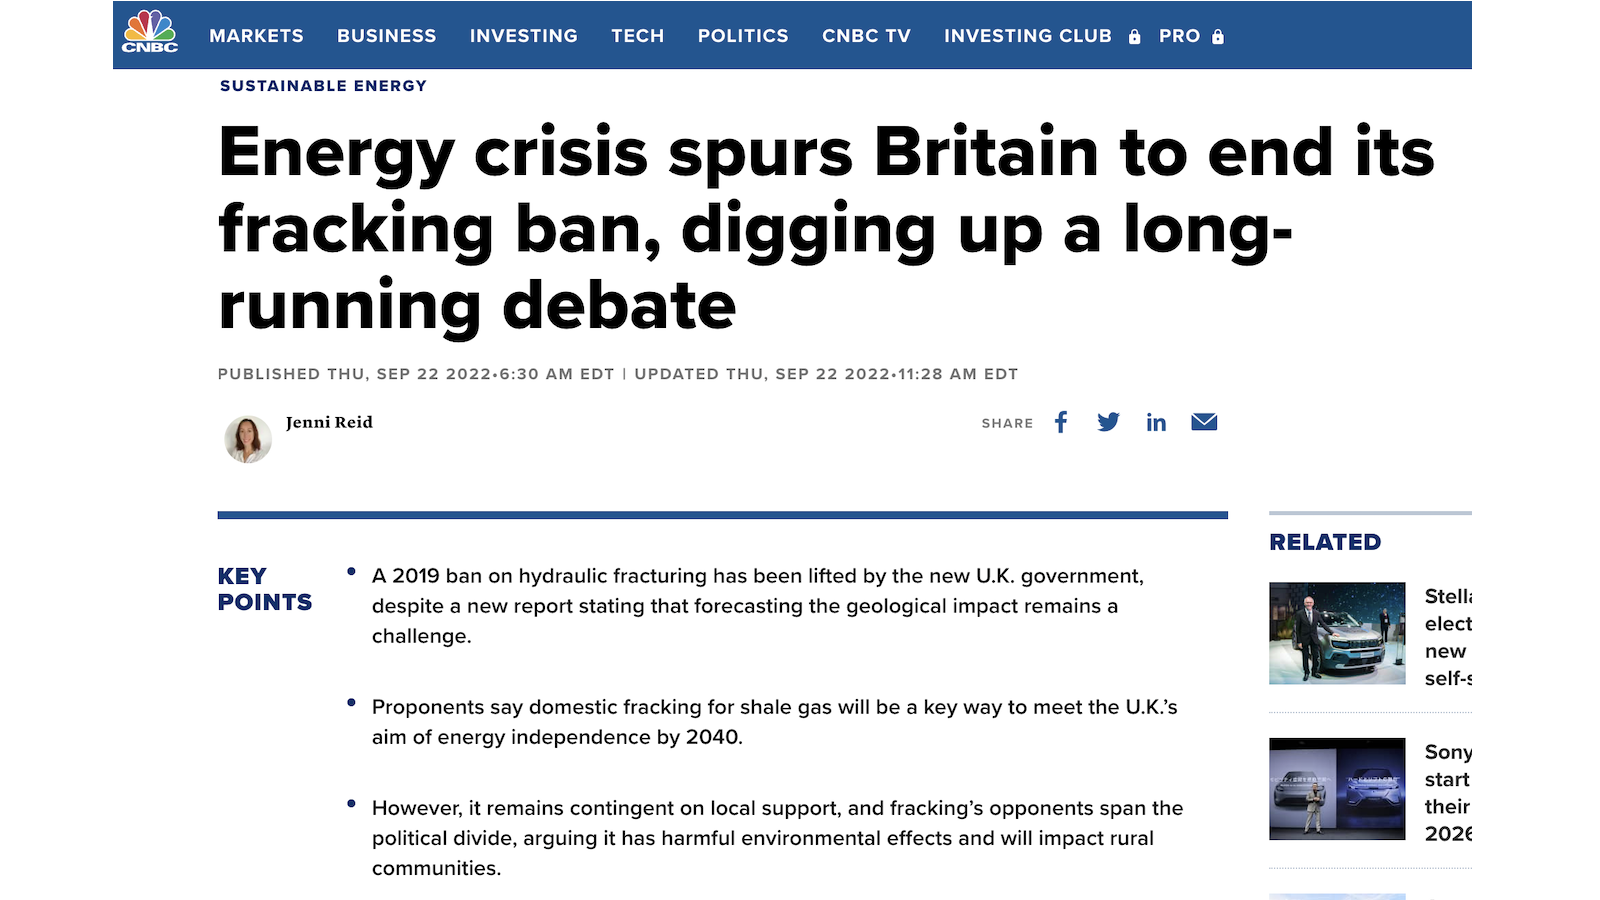 CNBC
MARKETS BUSINESS INVESTING TECH POLITICS CNBC TV INVESTING CLUB PRO
SUSTAINABLE ENERGY
Energy crisis spurs Britain to end its
fracking ban, digging up a long-
running debate
PUBLISHED THU, SEP 22 2022•6:30 AM EDT | UPDATED THU, SEP 22 2022•11:28 AM EDT
Jenni Reid
SHARE
KEY
POINTS
• A 2019 ban on hydraulic fracturing has been lifted by the new U.K. government,
despite a new report stating that forecasting the geological impact remains a
challenge.
• Proponents say domestic fracking for shale gas will be a key way to meet the U.K.’s
aim of energy independence by 2040.
• However, it remains contingent on local support, and fracking’s opponents span the
political divide, arguing it has harmful environmental effects and will impact rural
communities.
RELATED
Stella
elect
new
self-s
Sony
start
their
2026